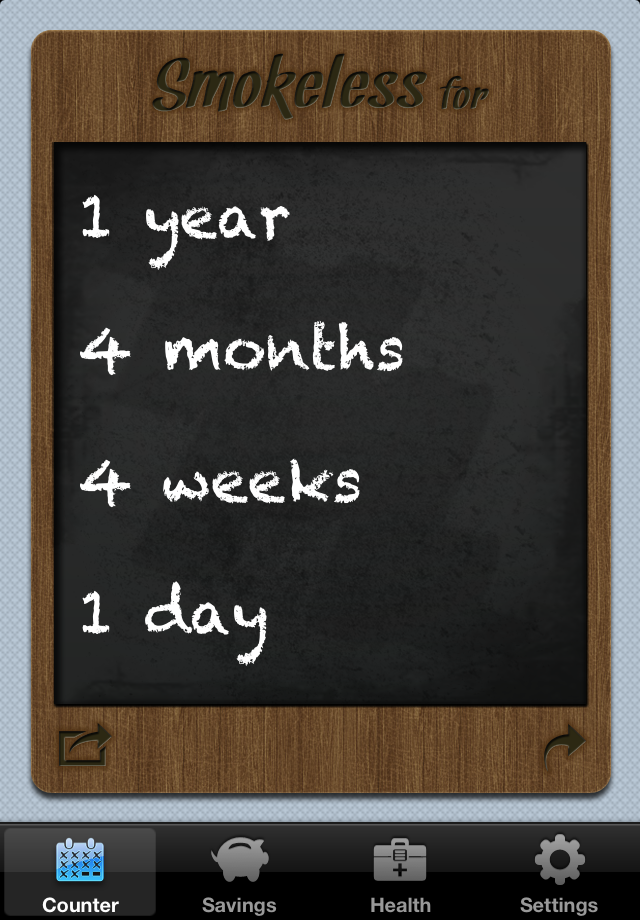 Smokeless for
1 year
4 months
4 weeks
1 day
Counter
Savings
Health
Settings